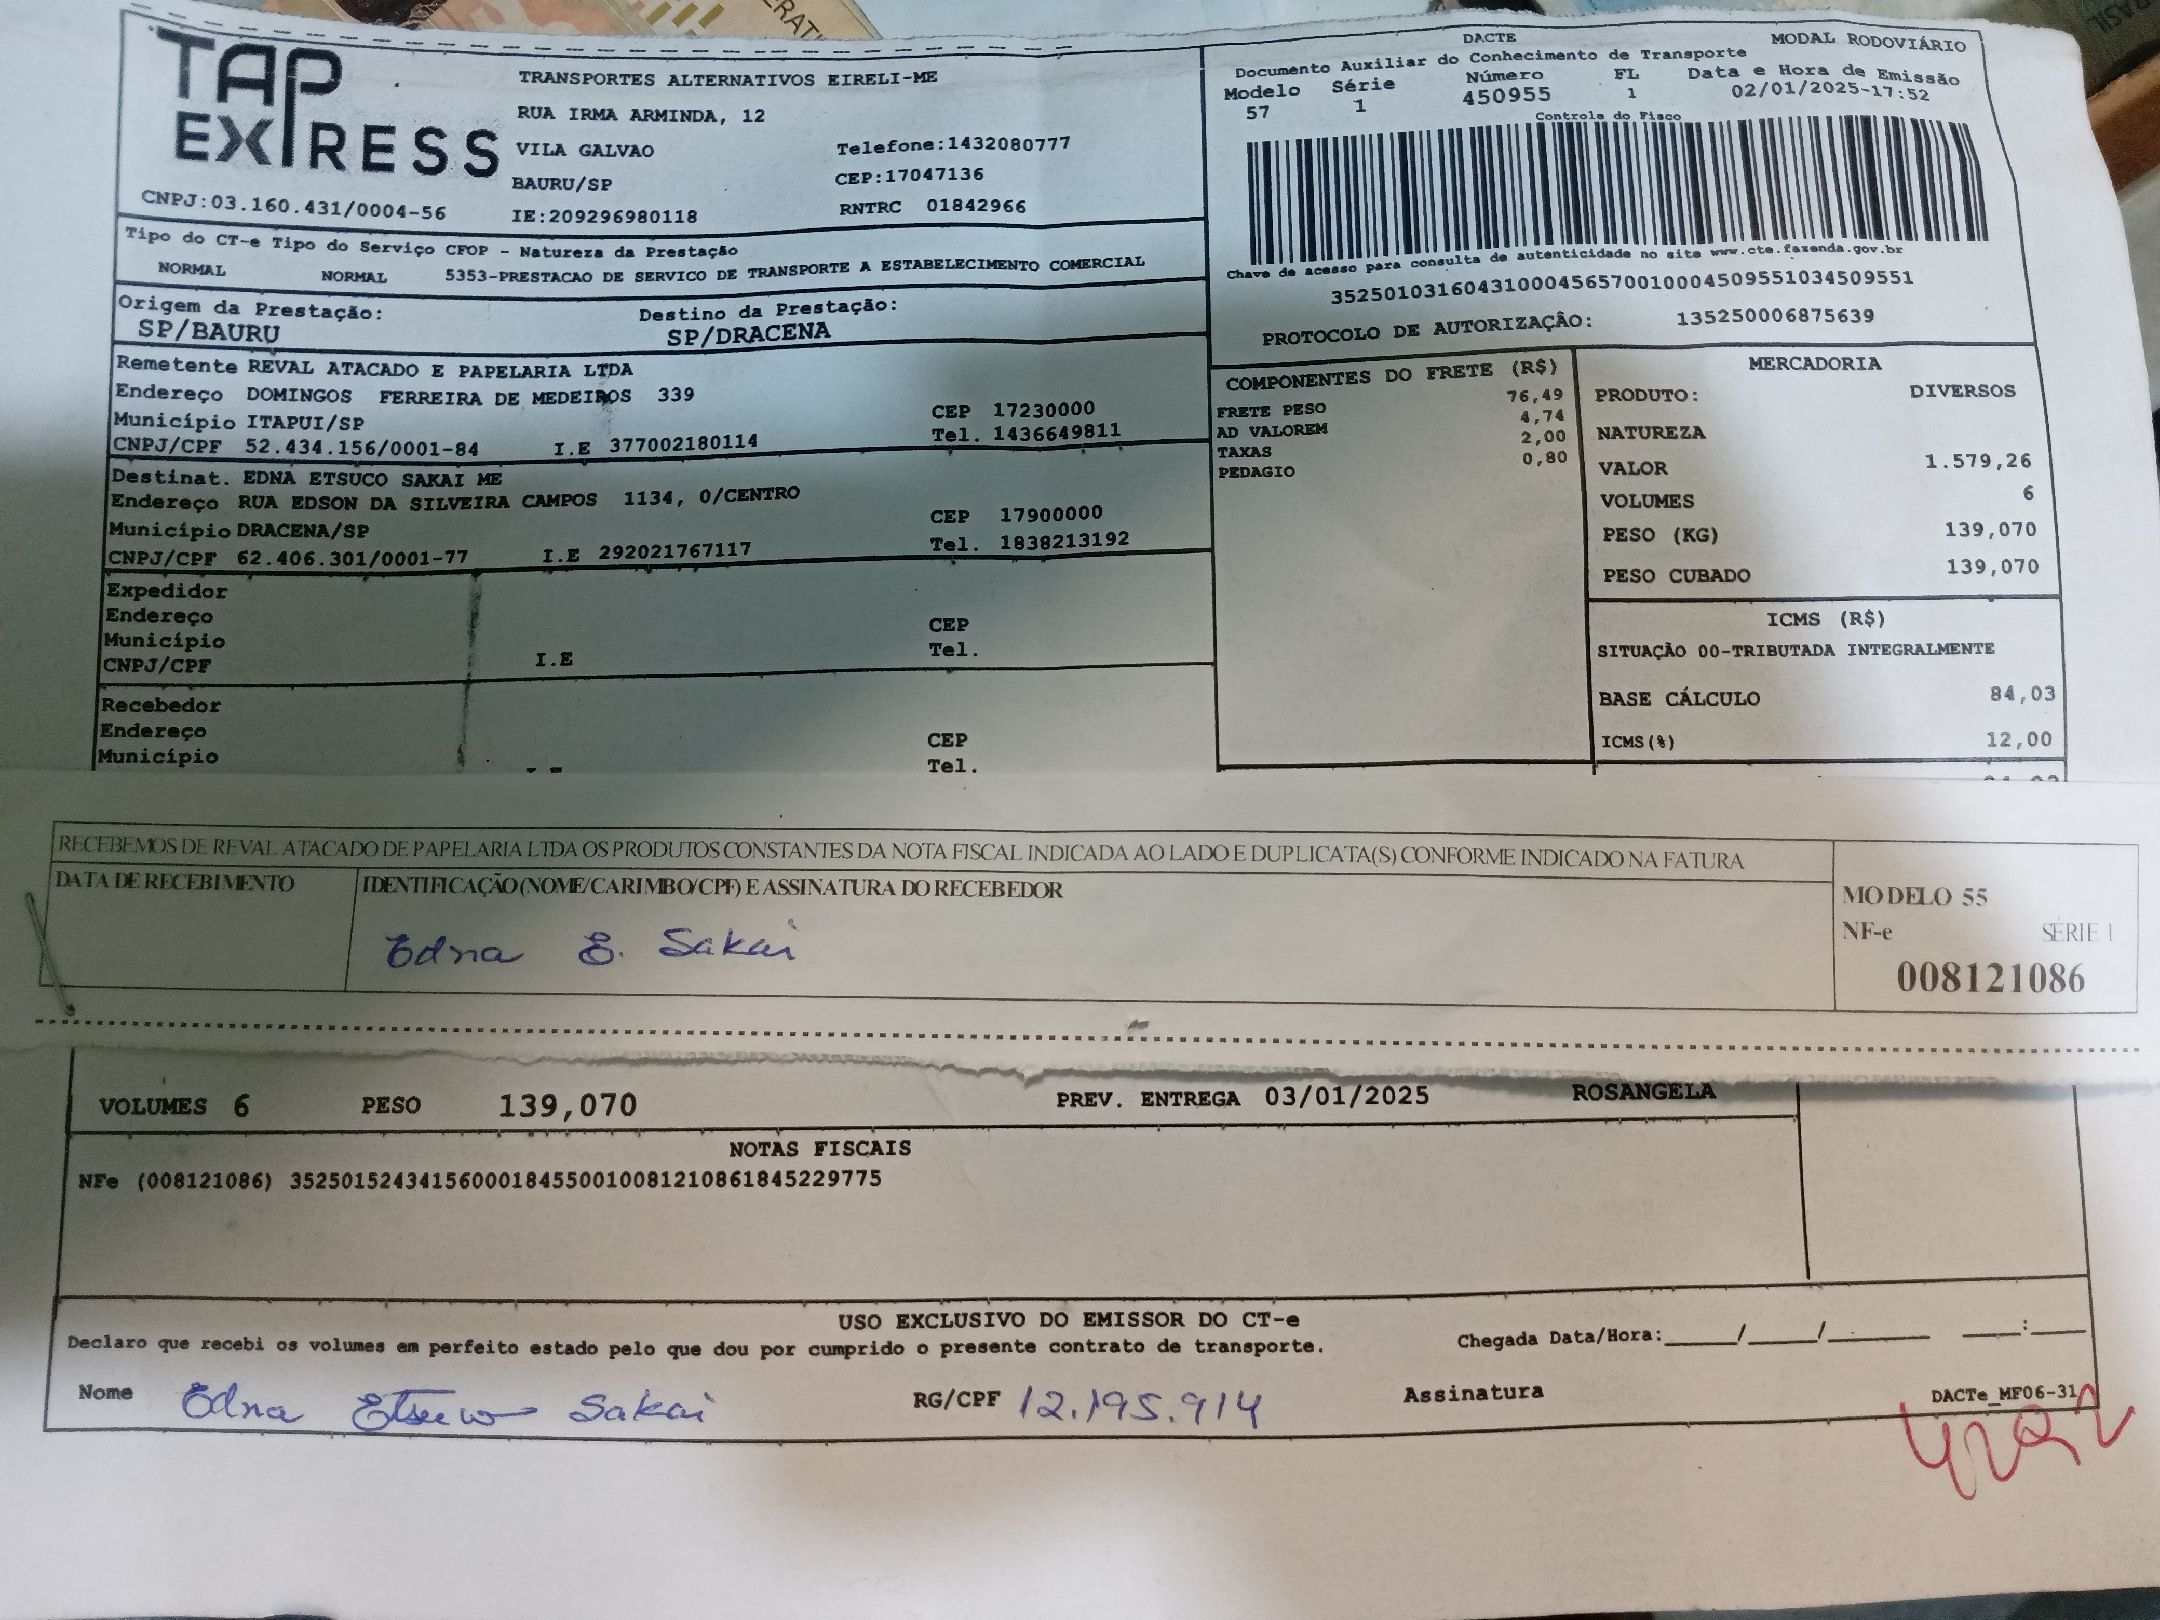 TAP EXPRESS
TRANSPORTES ALTERNATIVOS EIRELI-ME
RUA IRMA ARMINDA, 12
VILA GALVAO Telefone:1432080777
BAURU/SP CEP:17047136
CNPJ:03.160.431/0004-56 IE:209296980118 RNTRC 01842966
DACTE MODAL RODOVIÁRIO
Documento Auxiliar do Conhecimento de Transporte
Modelo Série Número FL Data e Hora de Emissão
57 1 450955 1 02/01/2025-17:52
Controle do Fisco
Chave de acesso para consulta de autenticidade no site www.cte.fazenda.gov.br
35250103160431000456570010004509551034509551
PROTOCOLO DE AUTORIZAÇÂO: 135250006875639
Tipo do CT-e Tipo do Serviço CFOP - Natureza da Prestação
NORMAL NORMAL 5353-PRESTACAO DE SERVICO DE TRANSPORTE A ESTABELECIMENTO COMERCIAL
Origem da Prestação: Destino da Prestação:
SP/BAURU SP/DRACENA
Remetente REVAL ATACADO E PAPELARIA LTDA
Endereço DOMINGOS FERREIRA DE MEDEIROS 339
Município ITAPUI/SP CEP 17230000
CNPJ/CPF 52.434.156/0001-84 I.E 377002180114 Tel. 1436649811
Destinat. EDNA ETSUCO SAKAI ME
Endereço RUA EDSON DA SILVEIRA CAMPOS 1134, 0/CENTRO
Município DRACENA/SP CEP 17900000
CNPJ/CPF 62.406.301/0001-77 I.E 292021767117 Tel. 1838213192
Expedidor
Endereço
Município CEP
CNPJ/CPF I.E Tel.
Recebedor
Endereço
Município CEP
Tel.
COMPONENTES DO FRETE (R$)
FRETE PESO 76,49
AD VALOREM 4,74
TAXAS 2,00
PEDAGIO 0,80
MERCADORIA
PRODUTO: DIVERSOS
NATUREZA
VALOR 1.579,26
VOLUMES 6
PESO (KG) 139,070
PESO CUBADO 139,070
ICMS (R$)
SITUAÇÃO 00-TRIBUTADA INTEGRALMENTE
BASE CÁLCULO 84,03
ICMS(%) 12,00
RECEBEMOS DE REVAL ATACADO DE PAPELARIA LTDA OS PRODUTOS CONSTANTES DA NOTA FISCAL INDICADA AO LADO E DUPLICATA(S) CONFORME INDICADO NA FATURA
DATA DE RECEBIMENTO IDENTIFICAÇÃO (NOME/CARIMBO/CPF) E ASSINATURA DO RECEBEDOR
Edna E. Sakai
MODELO 55
NF-e SÉRIE 1
008121086
VOLUMES 6 PESO 139,070 PREV. ENTREGA 03/01/2025 ROSANGELA
NOTAS FISCAIS
NFe (008121086) 35250152434156000184550010081210861845229775
USO EXCLUSIVO DO EMISSOR DO CT-e
Declaro que recebi os volumes em perfeito estado pelo que dou por cumprido o presente contrato de transporte. Chegada Data/Hora:____/____/______ ___:___
Nome Edna Etsuco Sakai RG/CPF 12.195.914 Assinatura DACTe_MF06-31